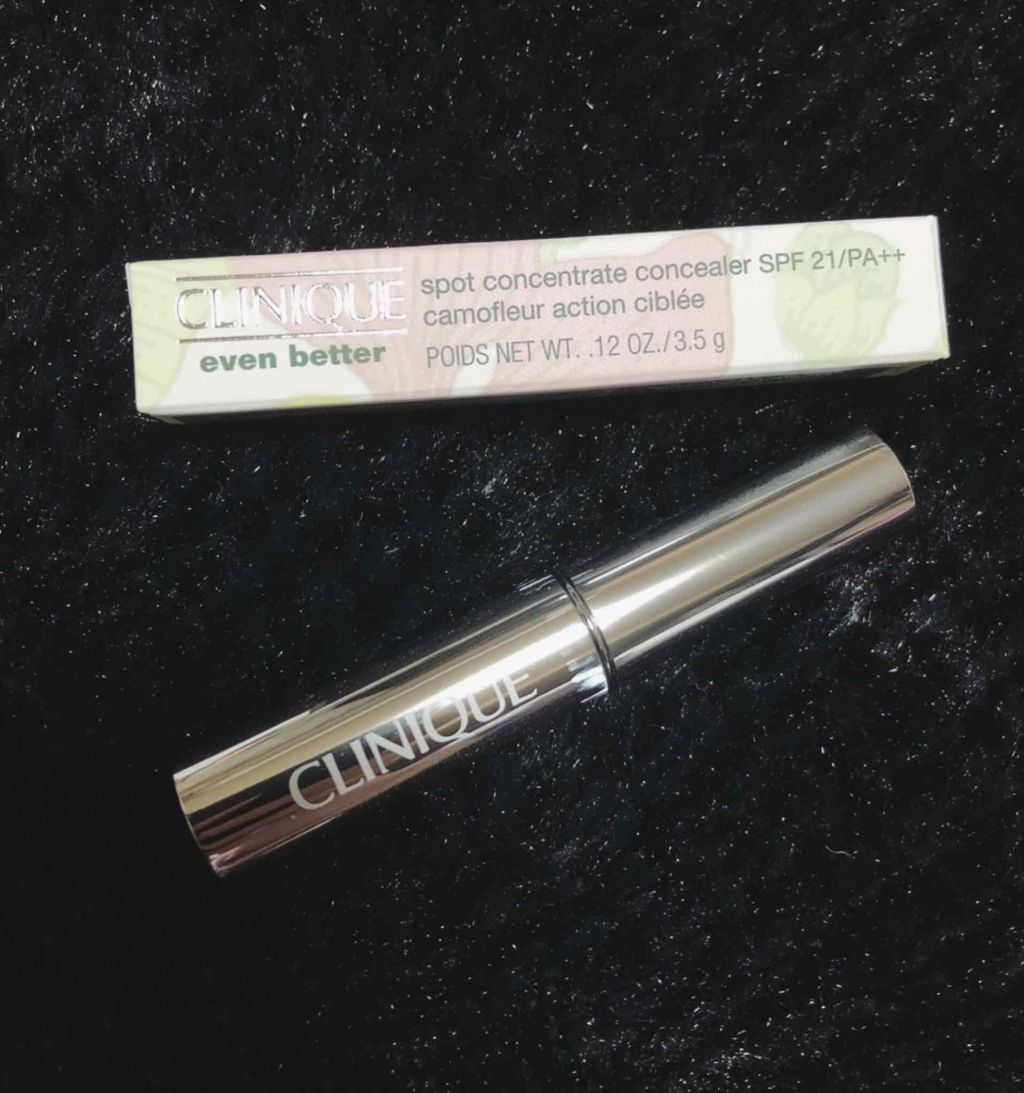 CLINIQUE
even better
spot concentrate concealer SPF 21/PA++
camofleur action ciblée
POIDS NET WT. .12 OZ./3.5 g
CLINIQUE